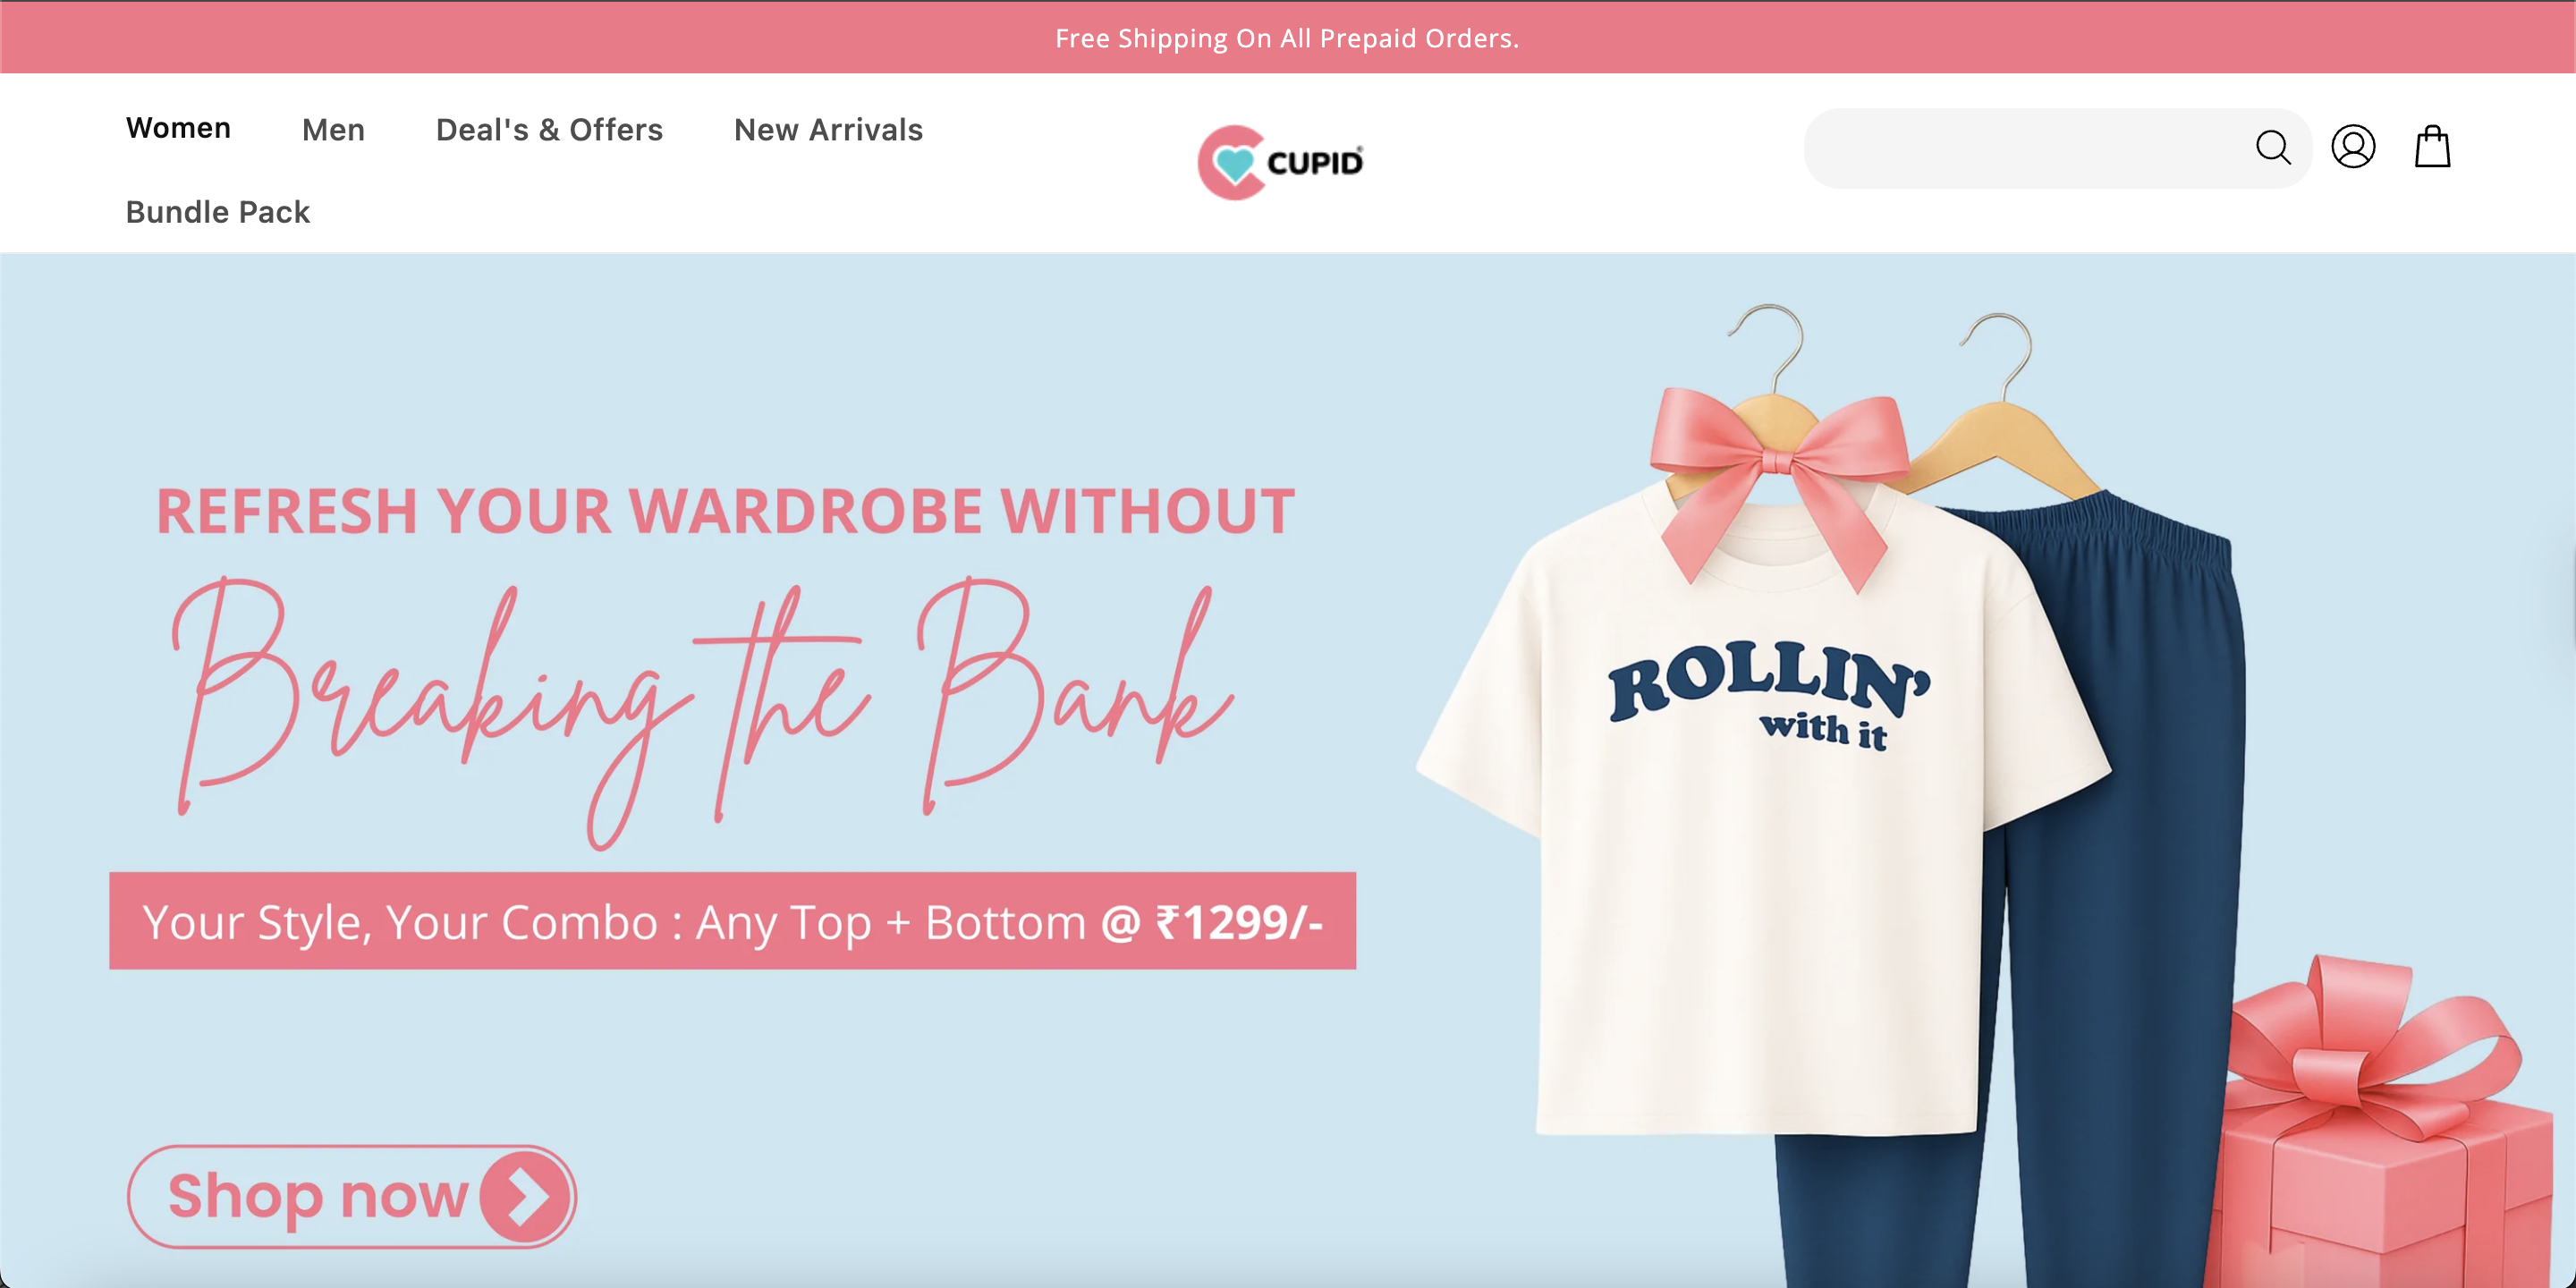 Free Shipping On All Prepaid Orders.
Women Men Deal's & Offers New Arrivals
Bundle Pack
CUPID®
REFRESH YOUR WARDROBE WITHOUT
Breaking the Bank
Your Style, Your Combo : Any Top + Bottom @ ₹1299/-
Shop now
ROLLIN'
with it